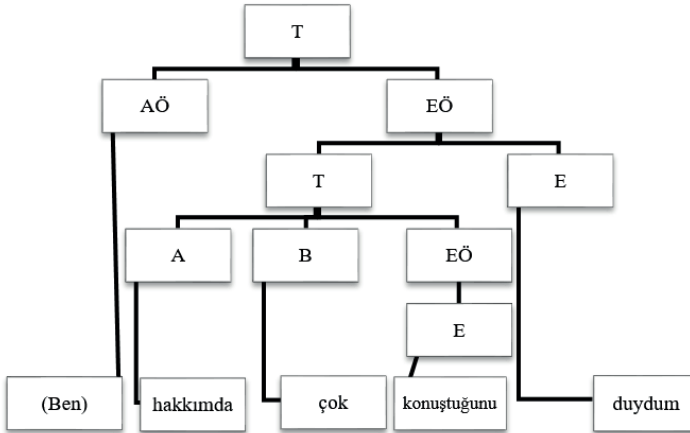 T
AÖ
EÖ
T
E
A
B
EÖ
E
(Ben)
hakkımda
çok
konuştuğunu
duydum